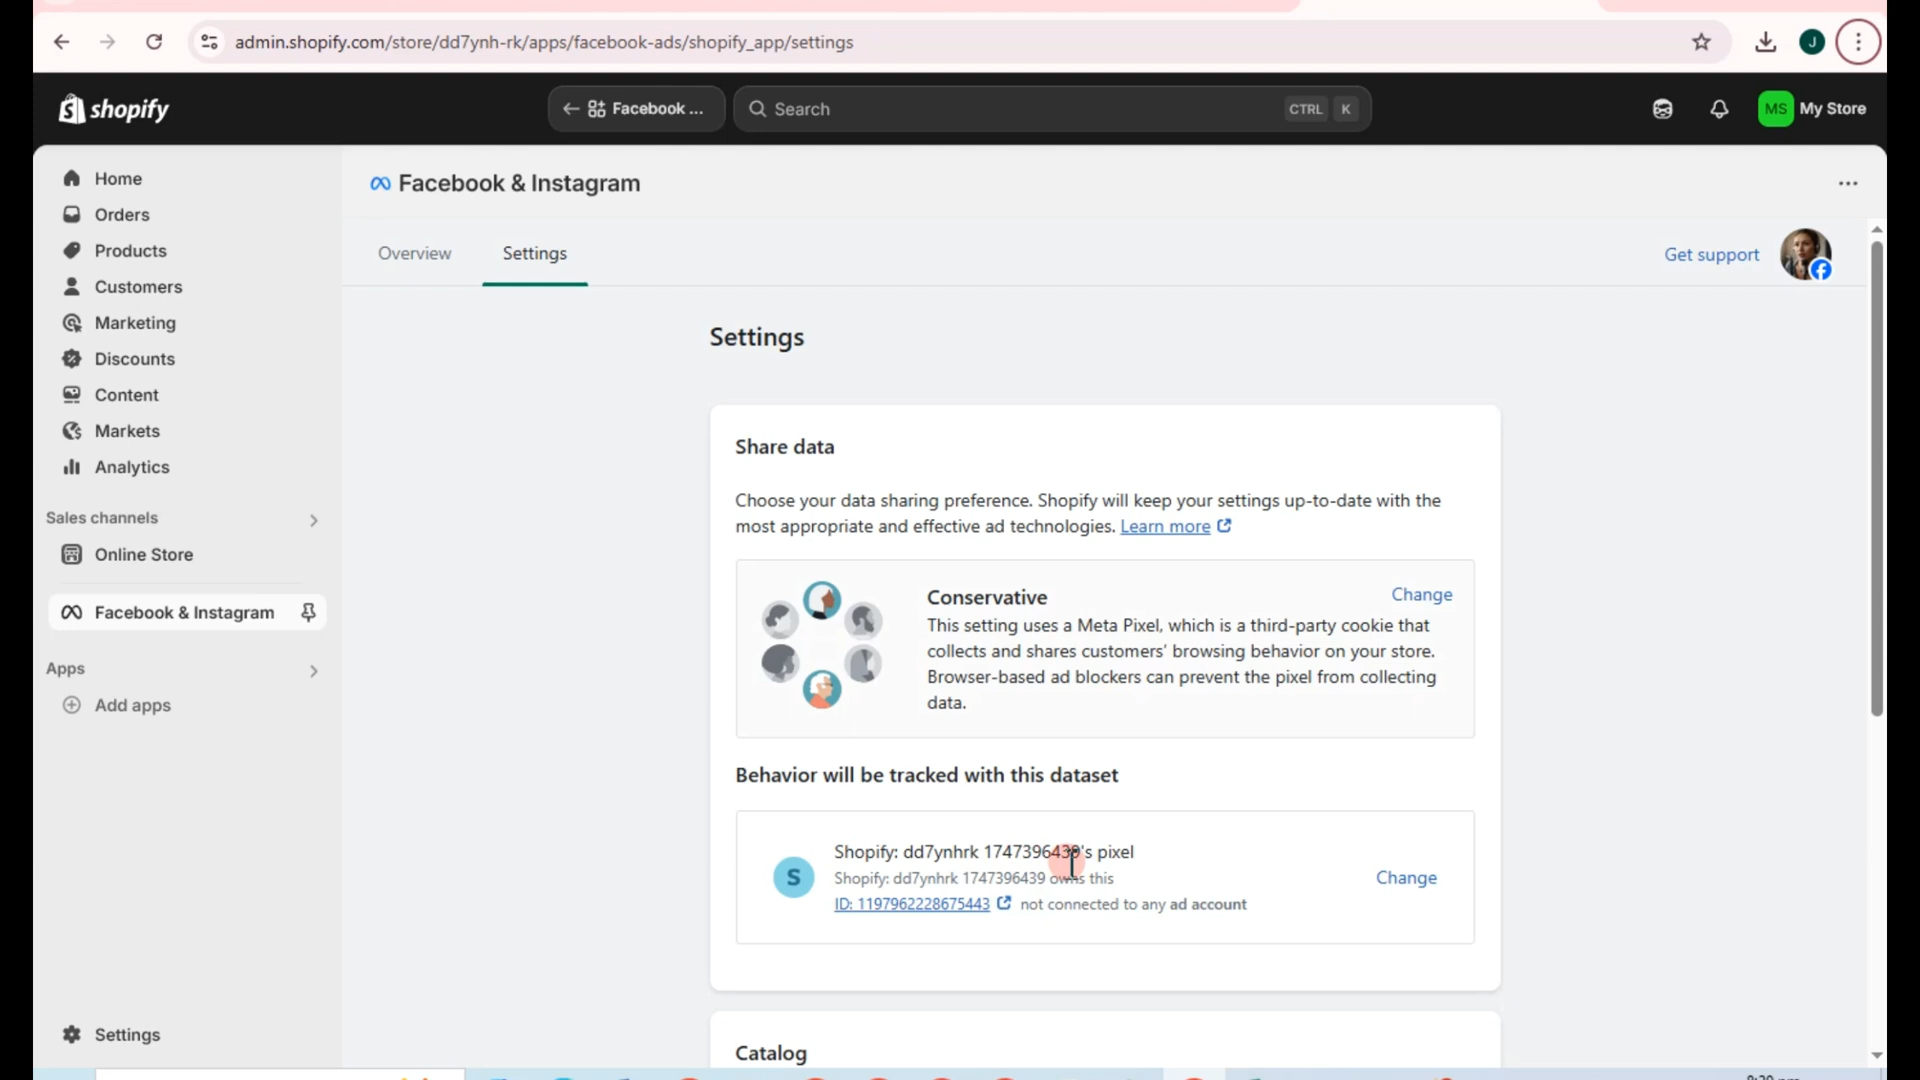 admin.shopify.com/store/dd7ynh-rk/apps/facebook-ads/shopify_app/settings
J
shopify
Facebook ...
Search
CTRL K
MS My Store
Home
Orders
Products
Customers
Marketing
Discounts
Content
Markets
Analytics
Sales channels
Online Store
Facebook & Instagram
Apps
Add apps
Settings
Facebook & Instagram
Overview
Settings
Get support
Settings
Share data
Choose your data sharing preference. Shopify will keep your settings up-to-date with the
most appropriate and effective ad technologies. Learn more
Conservative
Change
This setting uses a Meta Pixel, which is a third-party cookie that
collects and shares customers' browsing behavior on your store.
Browser-based ad blockers can prevent the pixel from collecting
data.
Behavior will be tracked with this dataset
S
Shopify: dd7ynhrk 1747396439's pixel
Shopify: dd7ynhrk 1747396439 owns this
ID: 1197962228675443 not connected to any ad account
Change
Catalog